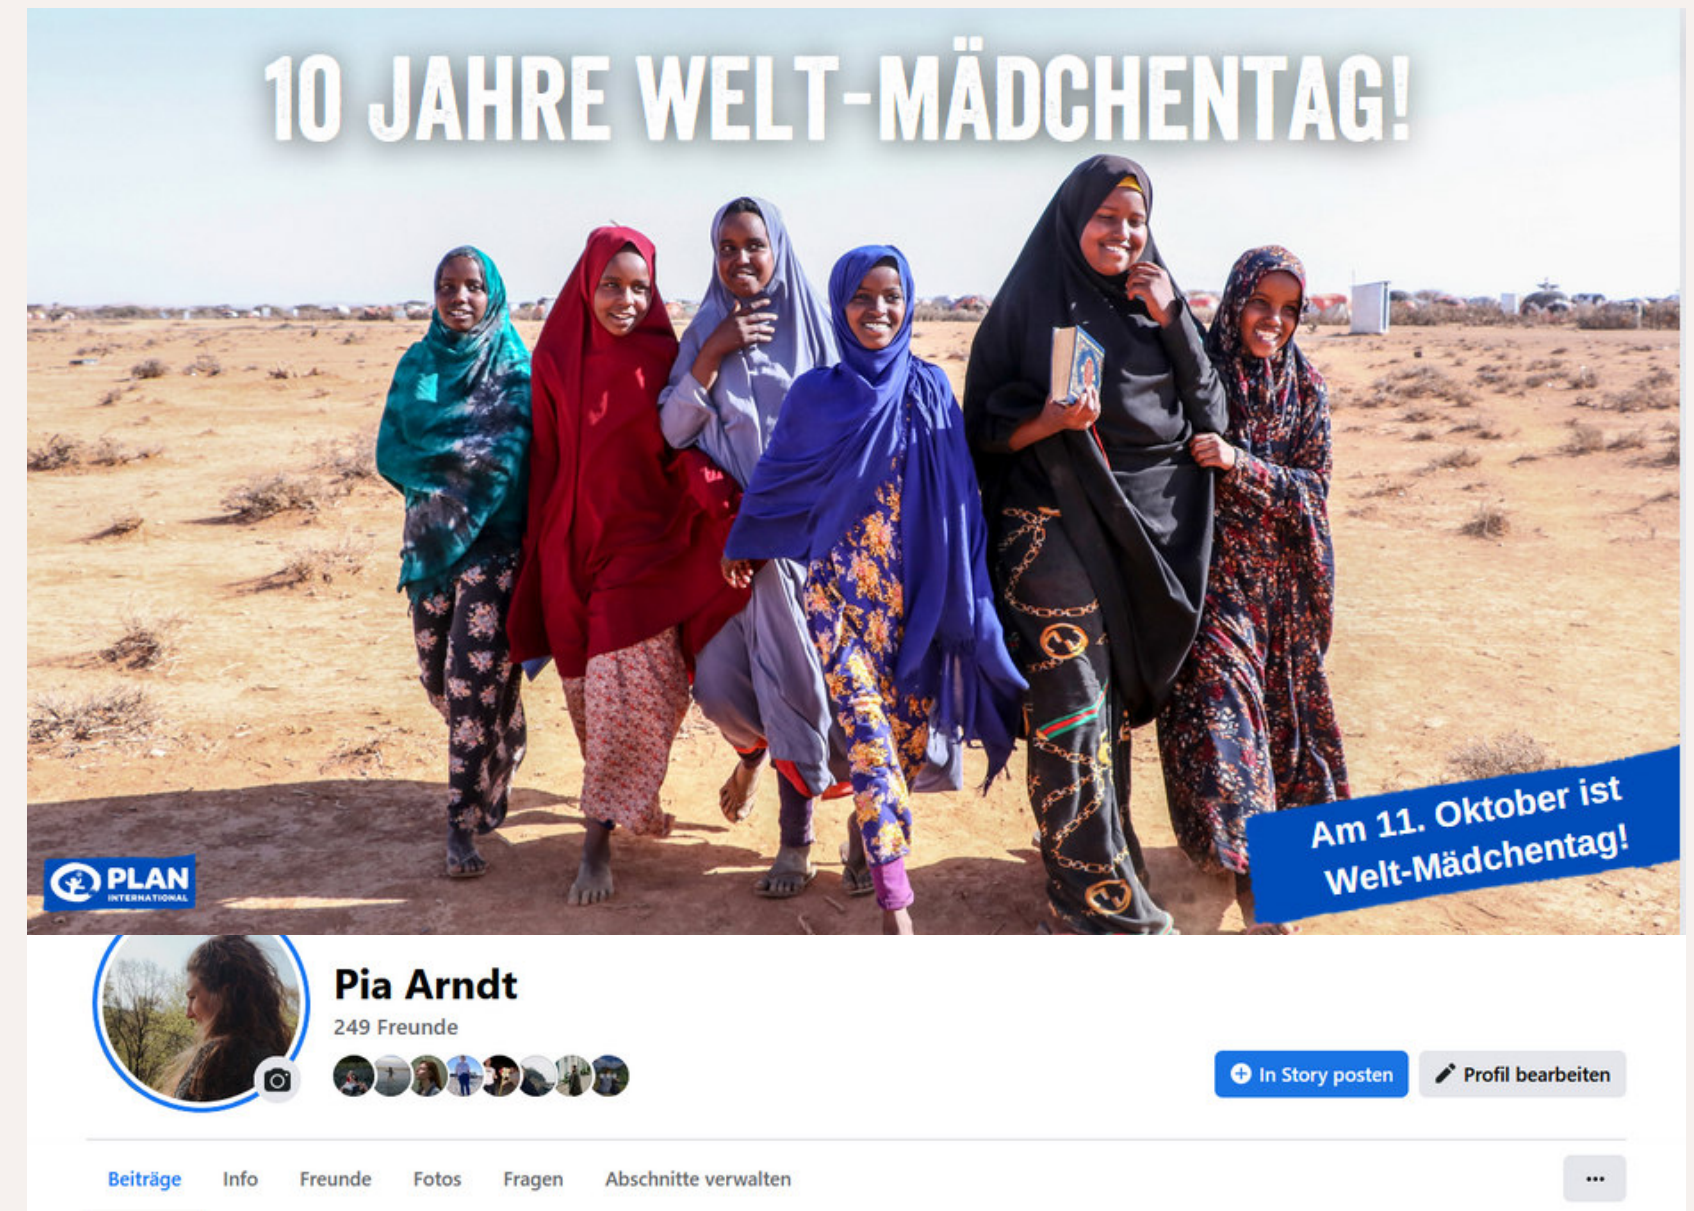 10 JAHRE WELT-MÄDCHENTAG!
Am 11. Oktober ist
Welt-Mädchentag!
PLAN
INTERNATIONAL
Pia Arndt
249 Freunde
In Story posten
Profil bearbeiten
Beiträge
Info
Freunde
Fotos
Fragen
Abschnitte verwalten